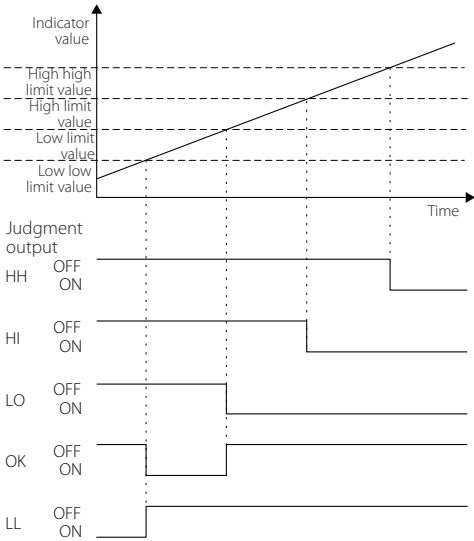 Indicator
value
High high
limit value
High limit
value
Low limit
value
Low low
limit value
Time
Judgment
output
HH OFF
ON
HI OFF
ON
LO OFF
ON
OK OFF
ON
LL OFF
ON